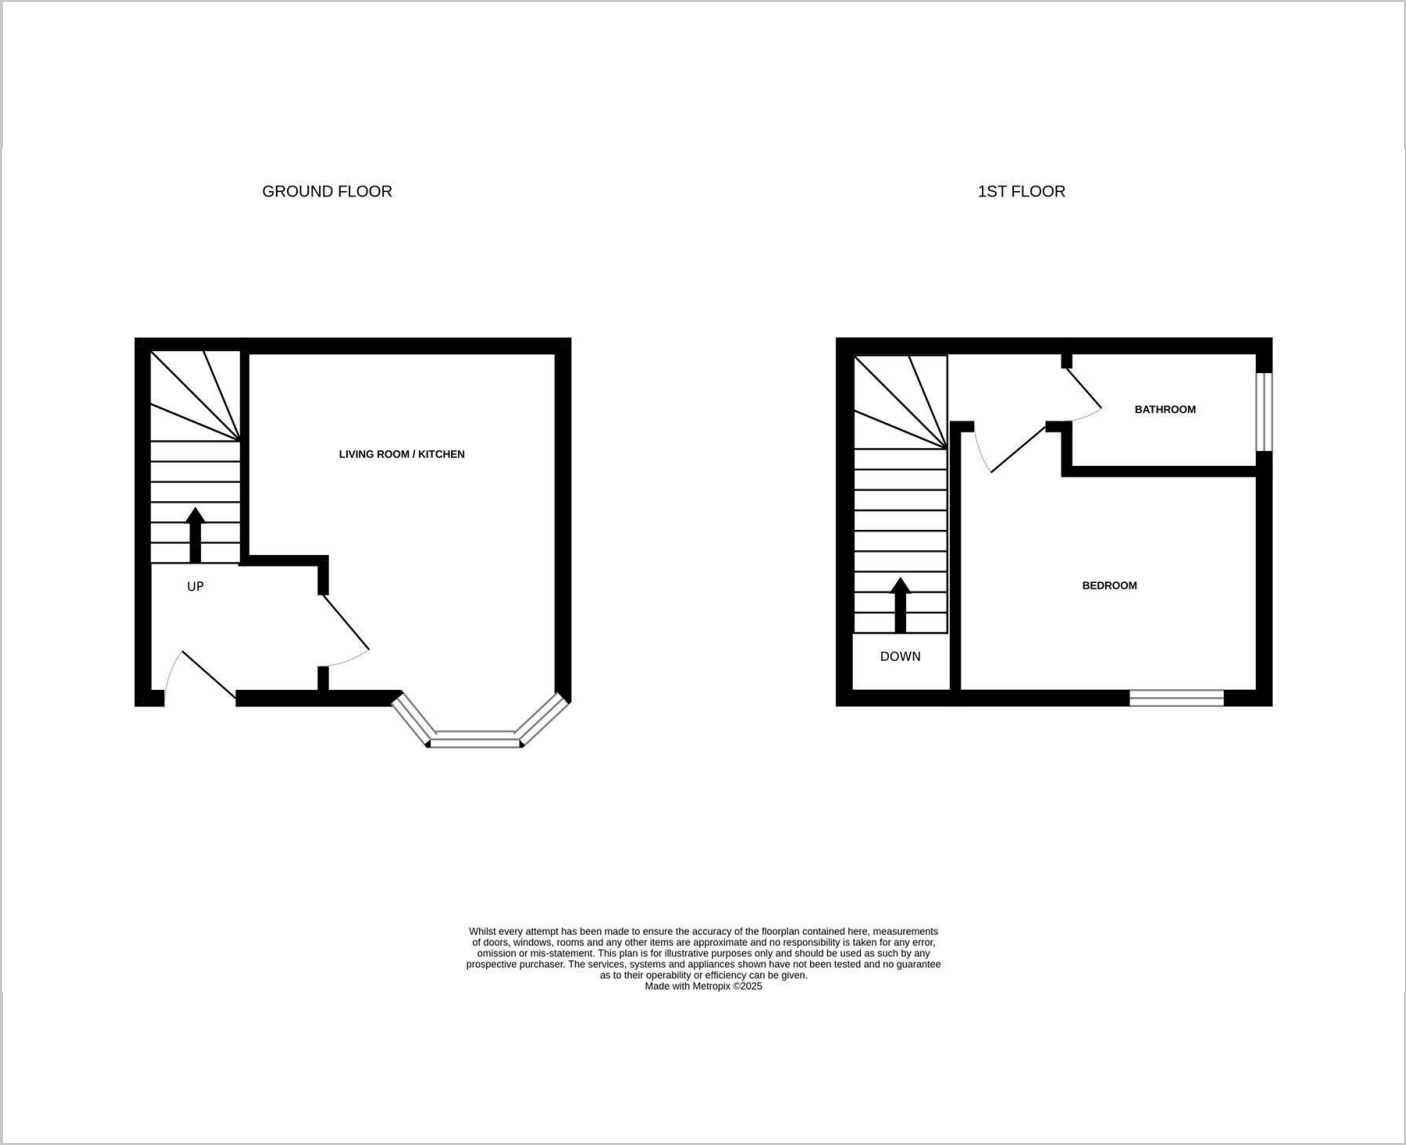 GROUND FLOOR
1ST FLOOR
LIVING ROOM / KITCHEN
UP
BATHROOM
BEDROOM
DOWN
Whilst every attempt has been made to ensure the accuracy of the floorplan contained here, measurements
of doors, windows, rooms and any other items are approximate and no responsibility is taken for any error,
omission or mis-statement. This plan is for illustrative purposes only and should be used as such by any
prospective purchaser. The services, systems and appliances shown have not been tested and no guarantee
as to their operability or efficiency can be given.
Made with Metropix ©2025